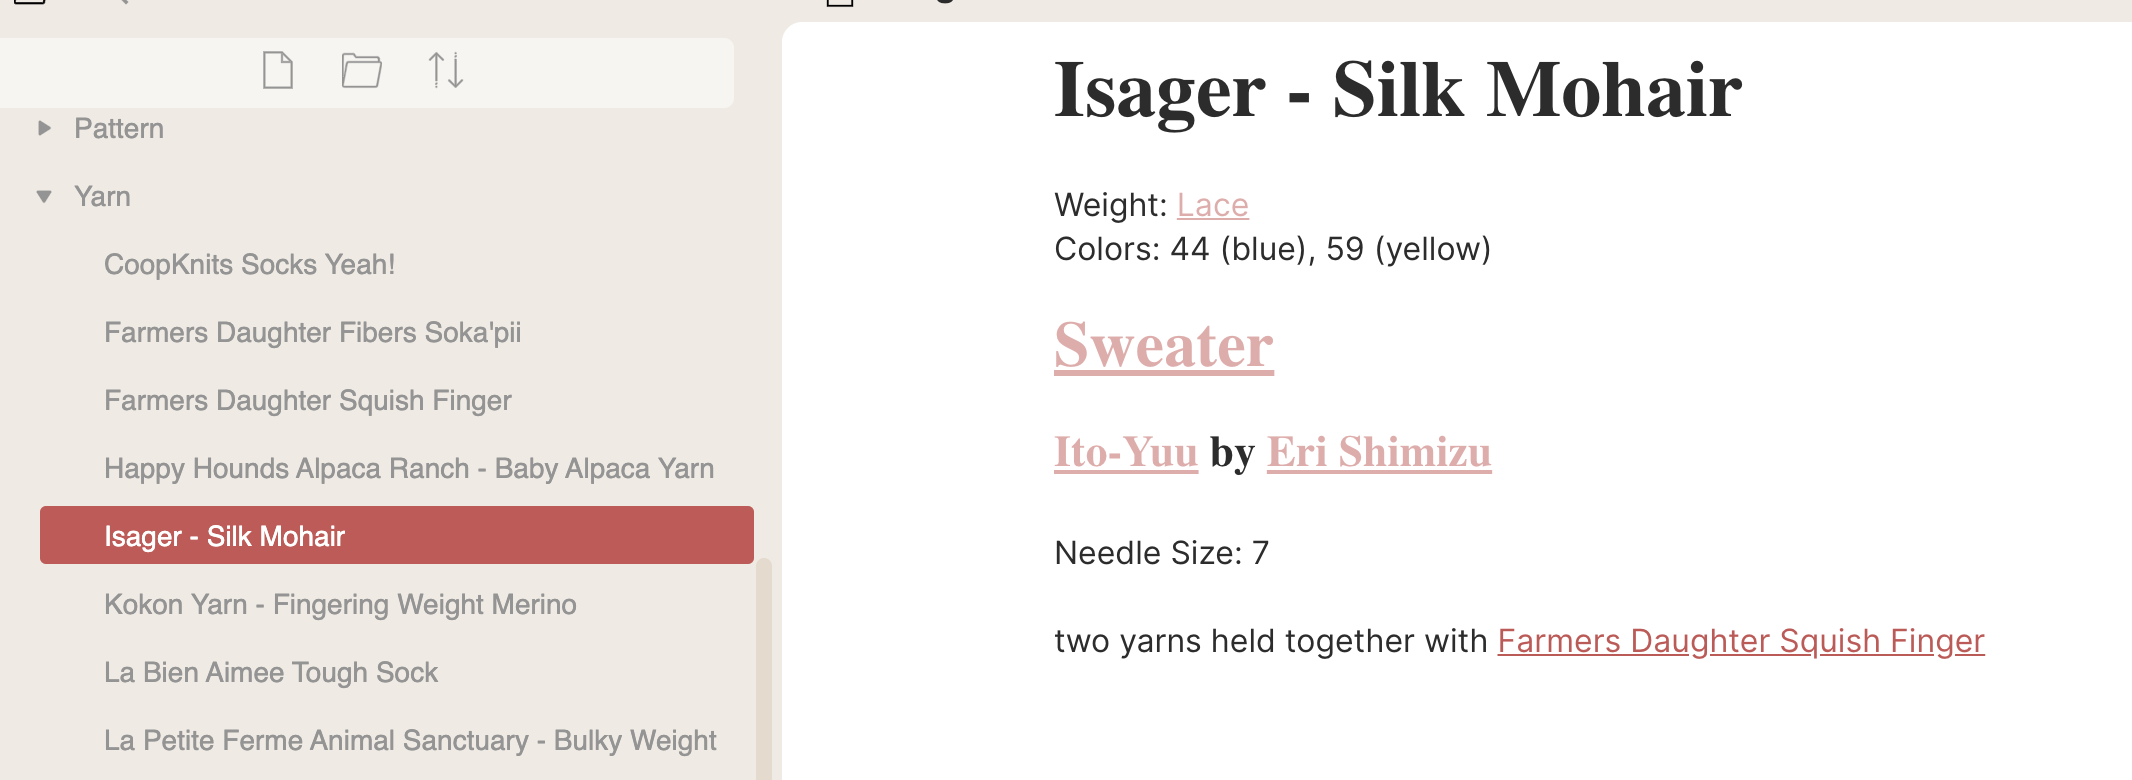 Pattern
Yarn
CoopKnits Socks Yeah!
Farmers Daughter Fibers Soka'pii
Farmers Daughter Squish Finger
Happy Hounds Alpaca Ranch - Baby Alpaca Yarn
Isager - Silk Mohair
Kokon Yarn - Fingering Weight Merino
La Bien Aimee Tough Sock
La Petite Ferme Animal Sanctuary - Bulky Weight
Isager - Silk Mohair
Weight: Lace
Colors: 44 (blue), 59 (yellow)
Sweater
Ito-Yuu by Eri Shimizu
Needle Size: 7
two yarns held together with Farmers Daughter Squish Finger